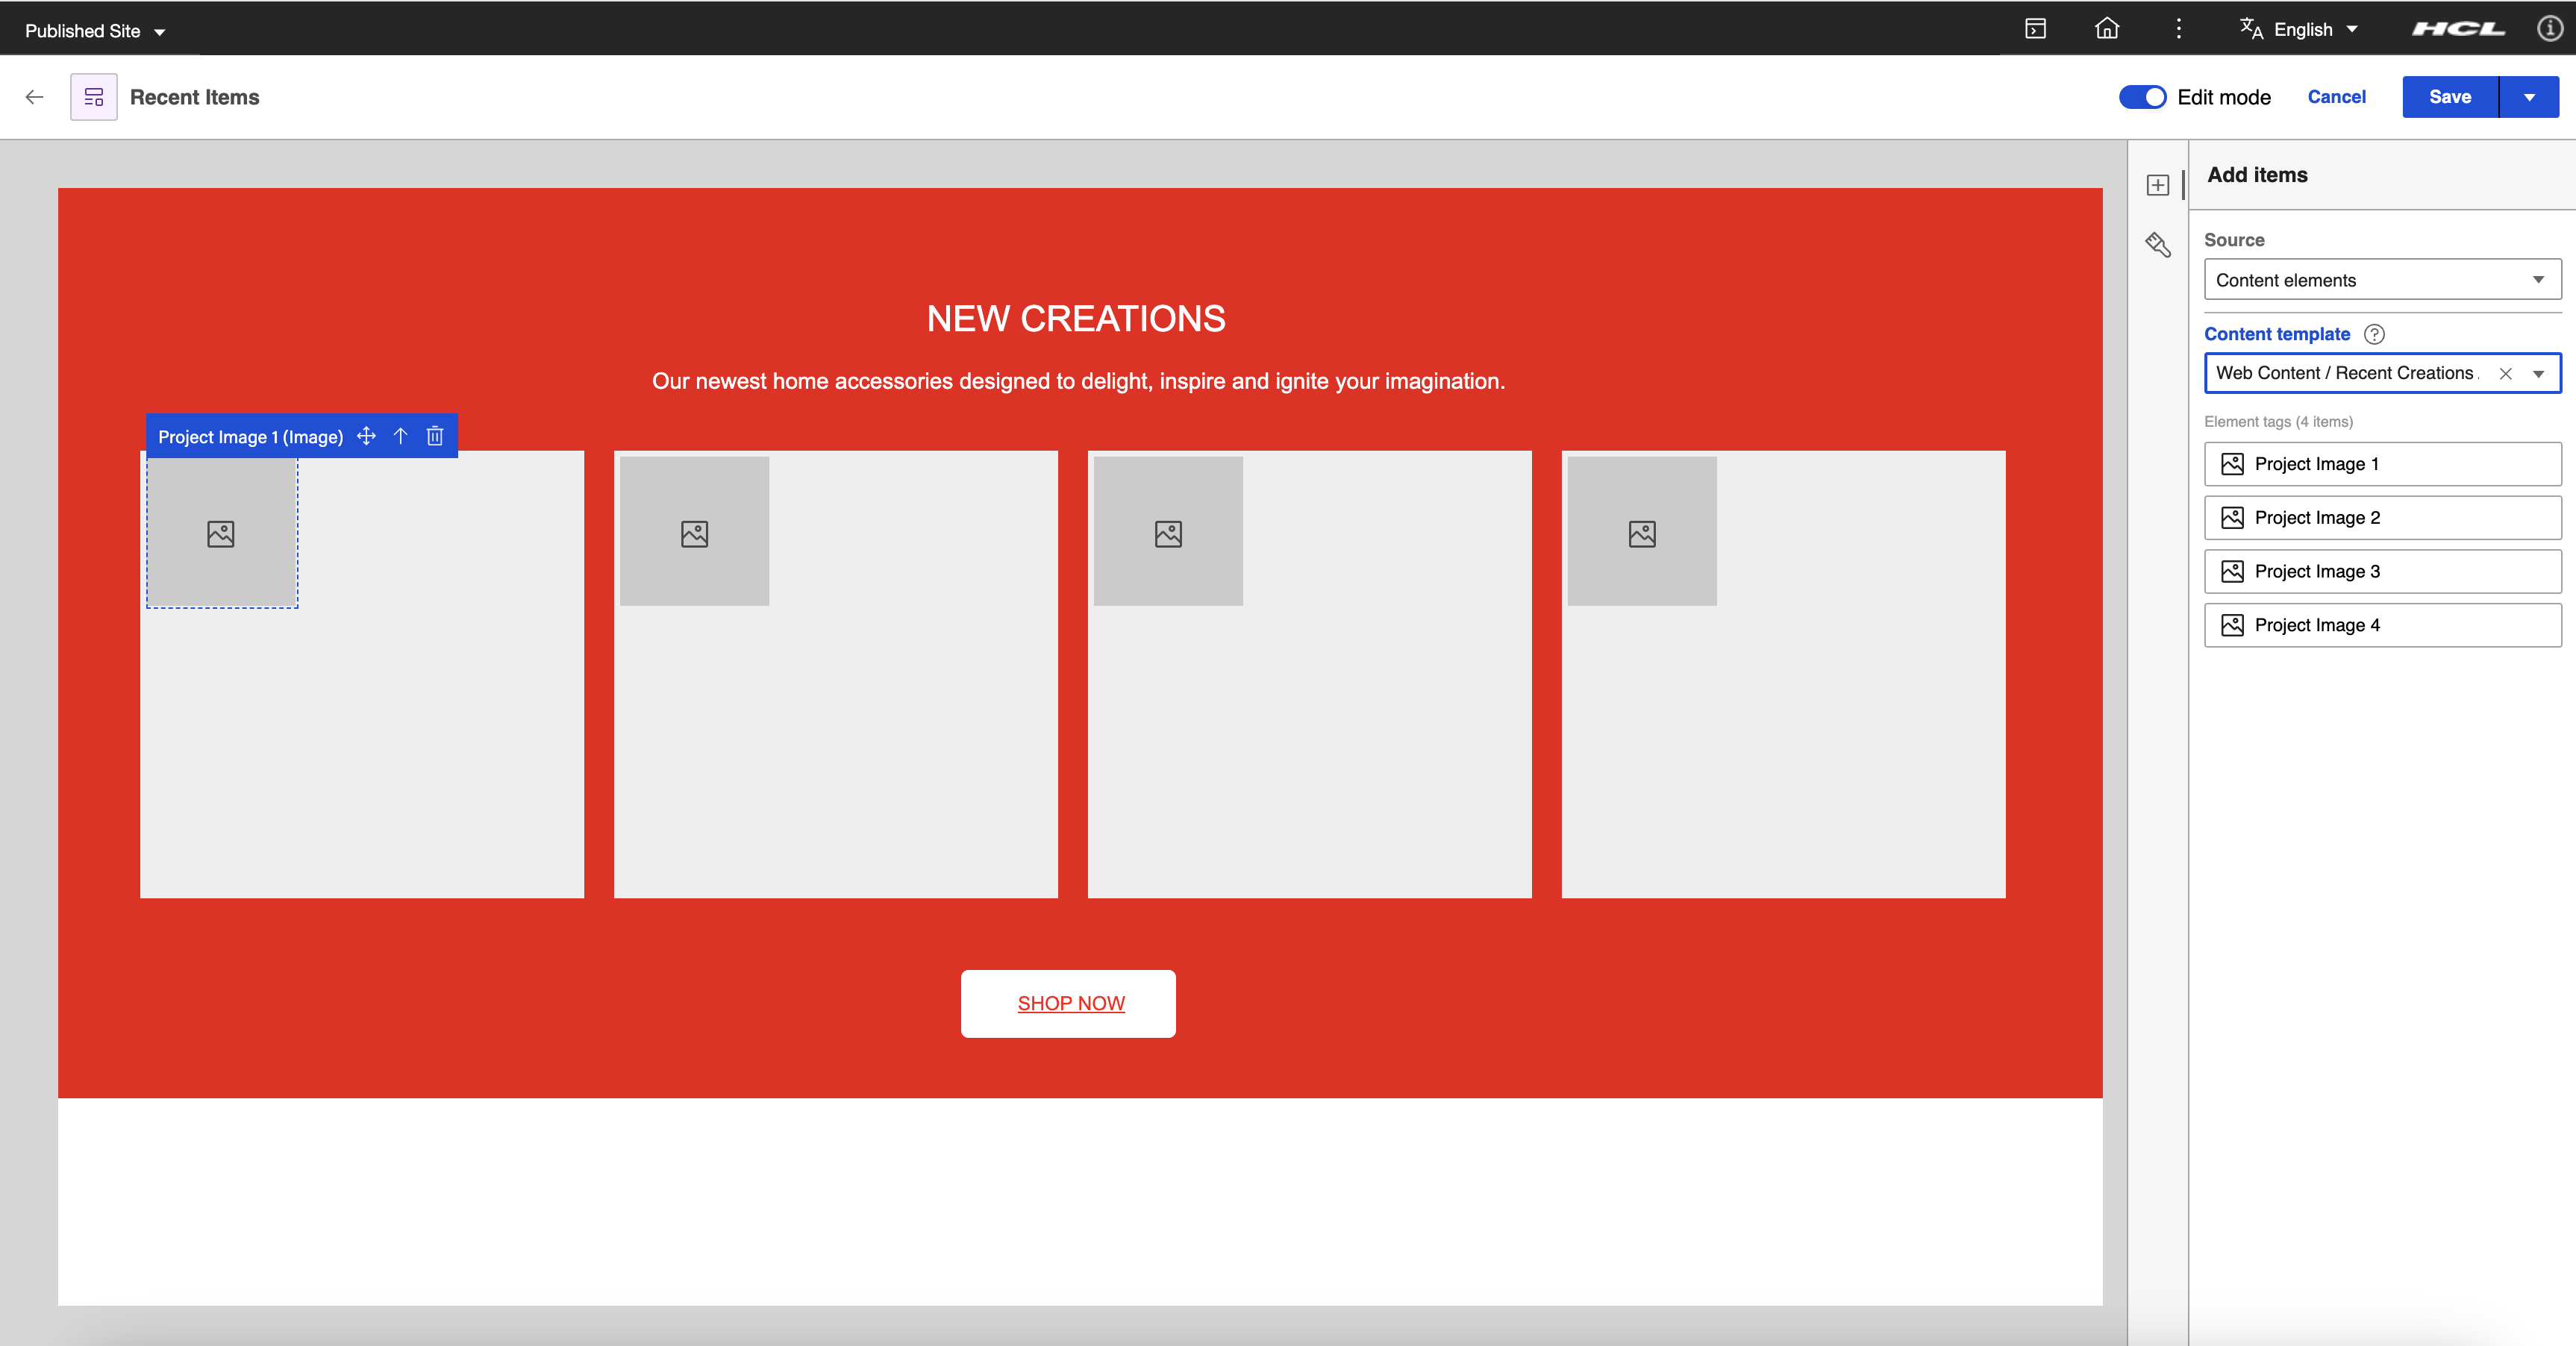 Published Site
English
HCL
Recent Items
Edit mode
Cancel
Save
Add items
Source
Content elements
Content template
Web Content / Recent Creations
Element tags (4 items)
Project Image 1
Project Image 2
Project Image 3
Project Image 4
NEW CREATIONS
Our newest home accessories designed to delight, inspire and ignite your imagination.
Project Image 1 (Image)
SHOP NOW